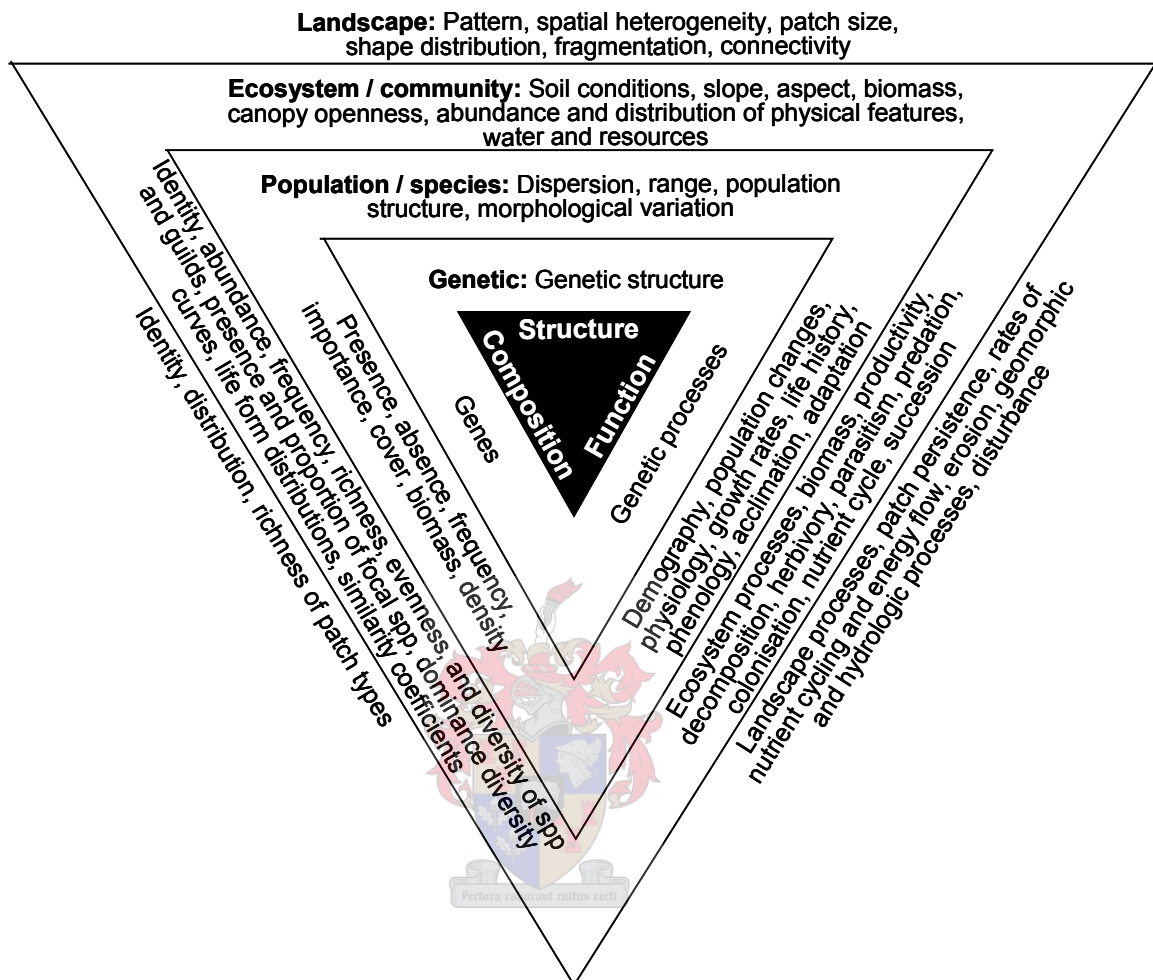 Landscape: Pattern, spatial heterogeneity, patch size,
shape distribution, fragmentation, connectivity
Ecosystem / community: Soil conditions, slope, aspect, biomass,
canopy openness, abundance and distribution of physical features,
water and resources
Population / species: Dispersion, range, population
structure, morphological variation
Genetic: Genetic structure
Structure
Composition
Function
Genes
Genetic processes
Presence, absence, frequency,
importance, cover, biomass, density
Demography, population changes,
physiology, growth rates, life history,
phenology, acclimation, adaptation
Identity, abundance, frequency, richness, evenness, and diversity of spp
and guilds, presence and proportion of focal spp, dominance diversity
curves, life form distributions, similarity coefficients
Ecosystem processes, biomass, productivity,
decomposition, herbivory, parasitism, predation,
colonisation, nutrient cycle, succession
Identity, distribution, richness of patch types
Landscape processes, patch persistence, rates of
nutrient cycling and energy flow, erosion, geomorphic
and hydrologic processes, disturbance
Pectora roborant cultus recti